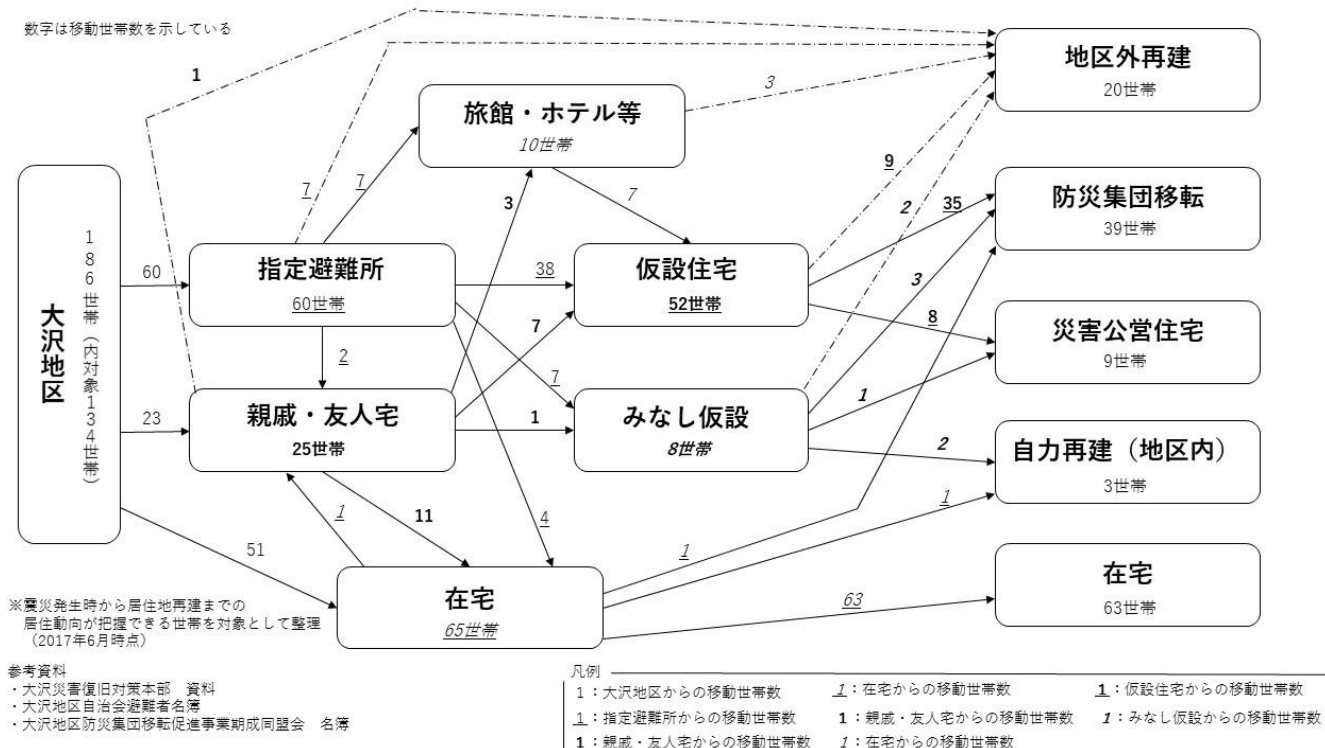 数字は移動世帯数を示している
1
地区外再建
20世帯
3
7
7
旅館・ホテル等
10世帯
3
7
9
2
35
防災集団移転
39世帯
大沢地区
186世帯（内対象134世帯）
60
指定避難所
60世帯
38
仮設住宅
52世帯
3
8
災害公営住宅
9世帯
2
7
7
1
23
親戚・友人宅
25世帯
1
みなし仮設
8世帯
2
自力再建（地区内）
3世帯
1
11
4
1
1
51
在宅
65世帯
63
在宅
63世帯
※震災発生時から居住地再建までの
居住動向が把握できる世帯を対象として整理
（2017年6月時点）
参考資料
・大沢災害復旧対策本部　資料
・大沢地区自治会避難者名簿
・大沢地区防災集団移転促進事業期成同盟会　名簿
凡例
1：大沢地区からの移動世帯数
1：在宅からの移動世帯数
1：仮設住宅からの移動世帯数
1：指定避難所からの移動世帯数
1：親戚・友人宅からの移動世帯数
1：みなし仮設からの移動世帯数
1：親戚・友人宅からの移動世帯数
1：在宅からの移動世帯数